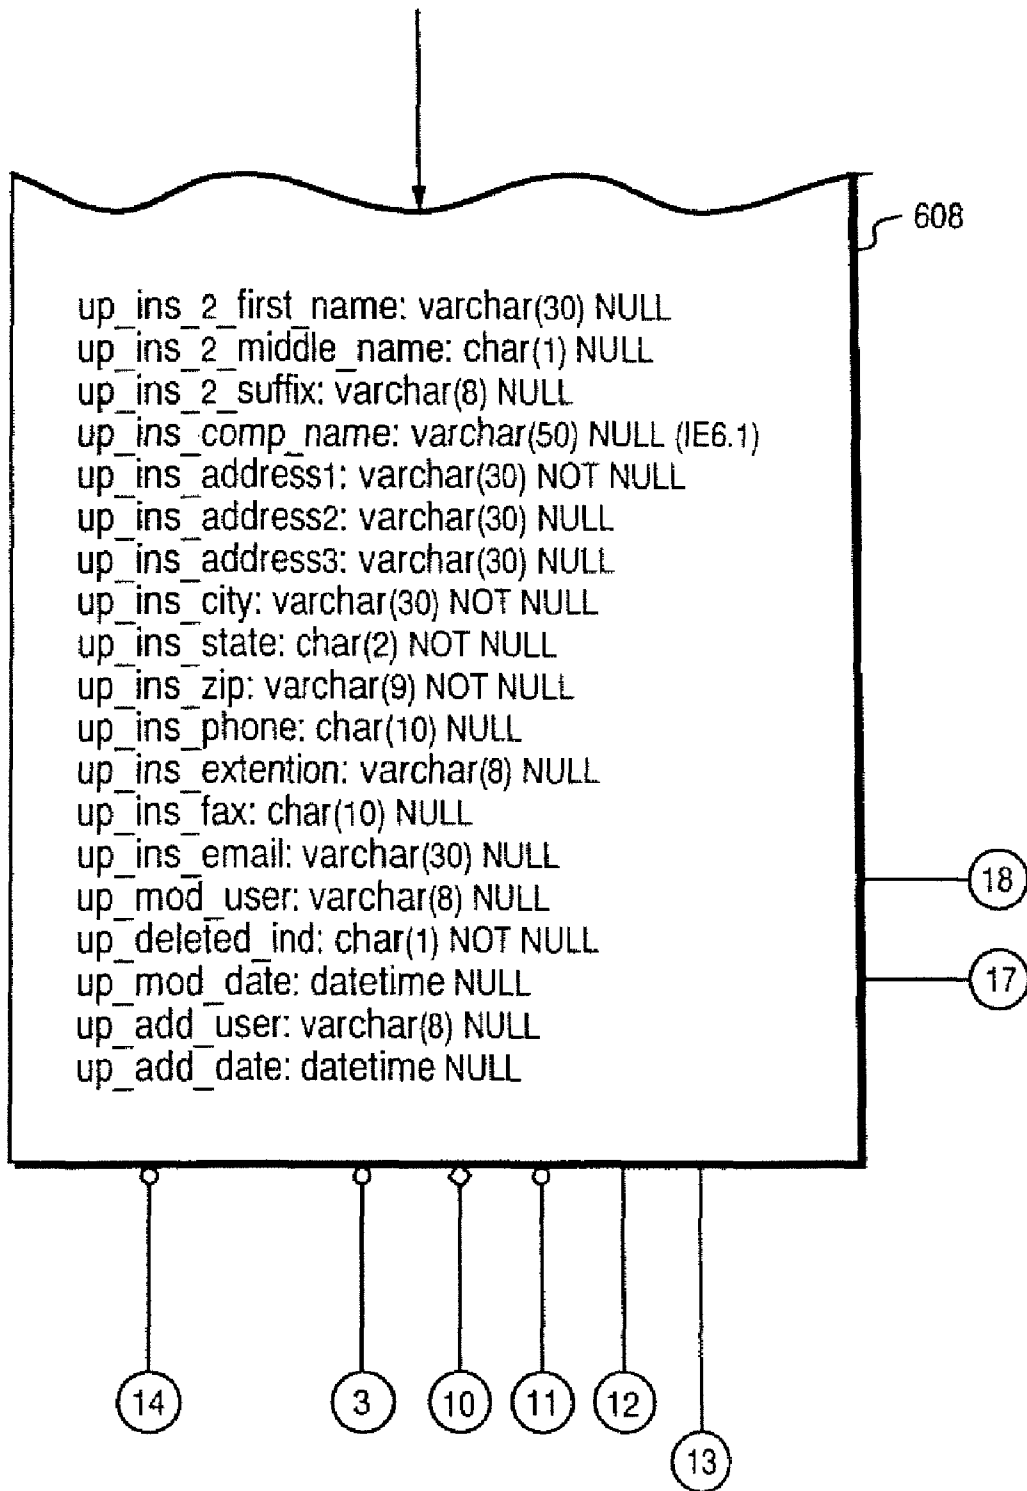 608
up_ins_2_first_name: varchar(30) NULL
up_ins_2_middle_name: char(1) NULL
up_ins_2_suffix: varchar(8) NULL
up_ins_comp_name: varchar(50) NULL (IE6.1)
up_ins_address1: varchar(30) NOT NULL
up_ins_address2: varchar(30) NULL
up_ins_address3: varchar(30) NULL
up_ins_city: varchar(30) NOT NULL
up_ins_state: char(2) NOT NULL
up_ins_zip: varchar(9) NOT NULL
up_ins_phone: char(10) NULL
up_ins_extention: varchar(8) NULL
up_ins_fax: char(10) NULL
up_ins_email: varchar(30) NULL
up_mod_user: varchar(8) NULL
up_deleted_ind: char(1) NOT NULL
up_mod_date: datetime NULL
up_add_user: varchar(8) NULL
up_add_date: datetime NULL
18
17
14 3 10 11 12
13